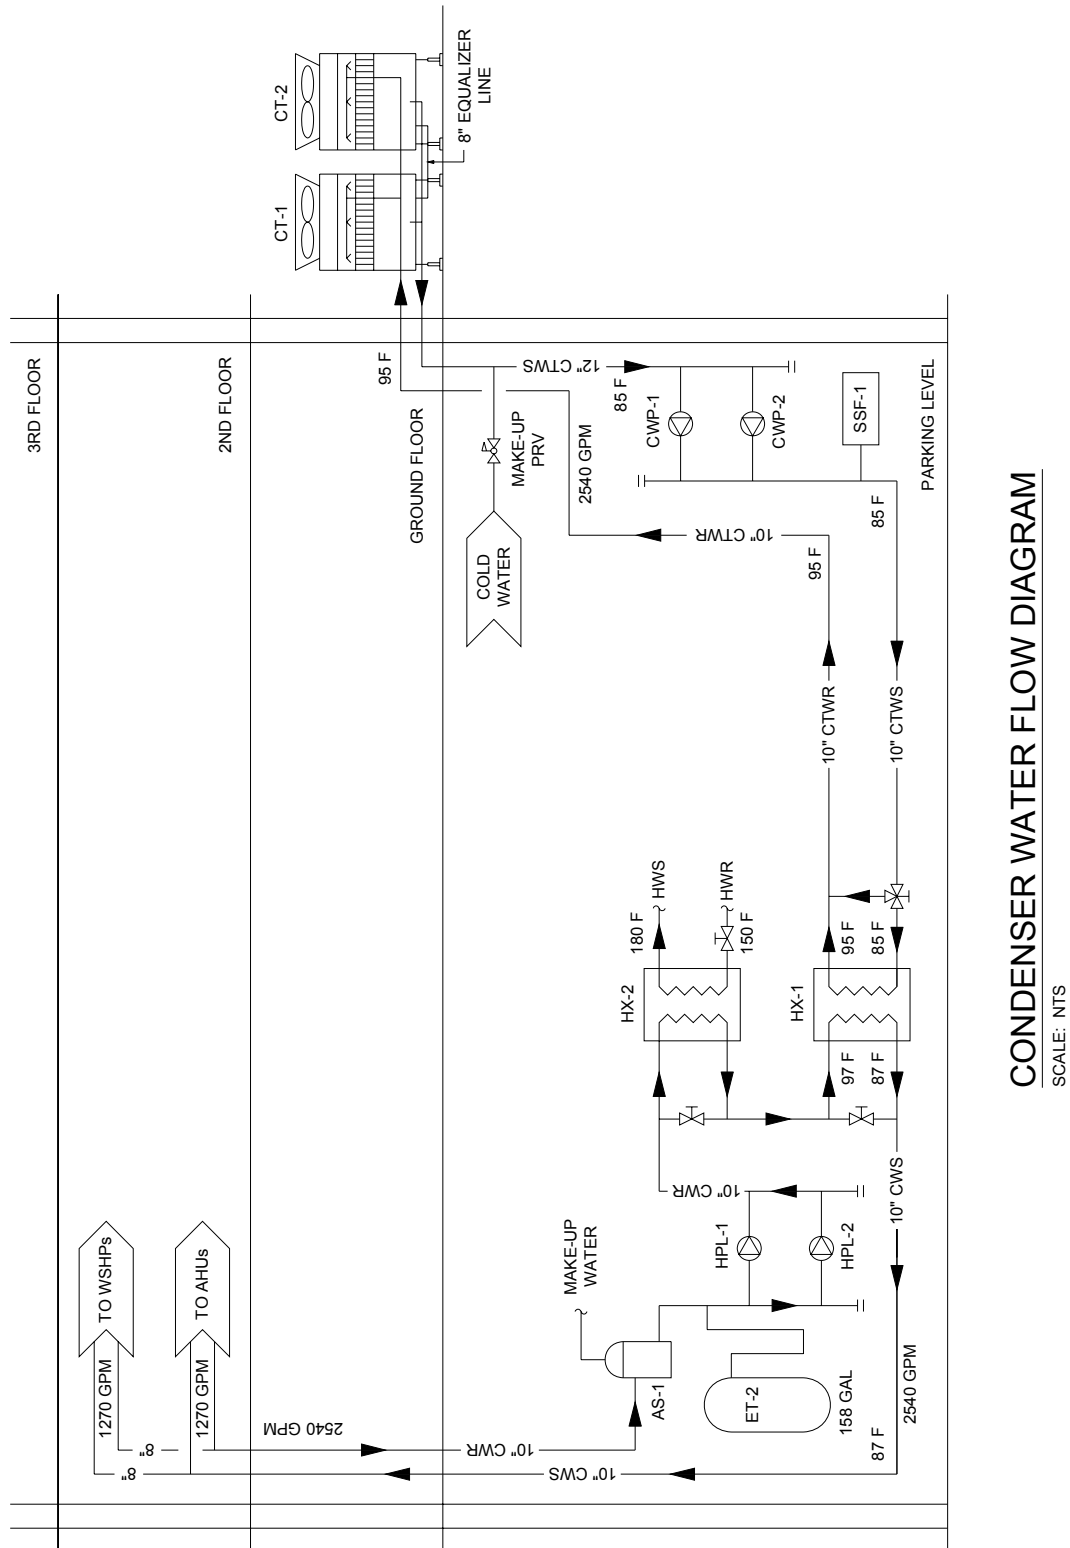 3RD FLOOR
2ND FLOOR
GROUND FLOOR
PARKING LEVEL
TO WSHPs
1270 GPM
8"
TO AHUs
1270 GPM
8"
2540 GPM
10" CWR
10" CWS
MAKE-UP
WATER
AS-1
ET-2
158 GAL
HPL-1
HPL-2
10" CWR
10" CWS
87 F
2540 GPM
HX-2
180 F
HWS
HWR
150 F
HX-1
97 F
87 F
95 F
85 F
10" CTWR
10" CTWS
95 F
10" CTWR
2540 GPM
85 F
COLD
WATER
MAKE-UP
PRV
95 F
12" CTWS
85 F
CWP-1
CWP-2
SSF-1
CT-1
CT-2
8" EQUALIZER
LINE
CONDENSER WATER FLOW DIAGRAM
SCALE: NTS